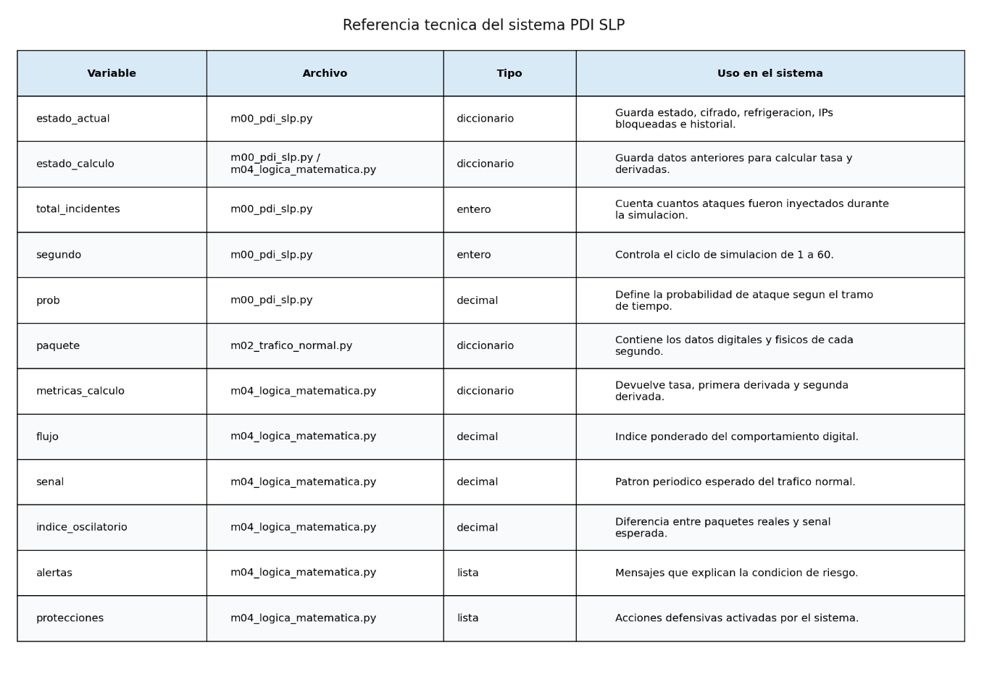 Referencia tecnica del sistema PDI SLP
Variable Archivo Tipo Uso en el sistema
estado_actual m00_pdi_slp.py diccionario Guarda estado, cifrado, refrigeracion, IPs
bloqueadas e historial.
estado_calculo m00_pdi_slp.py / diccionario Guarda datos anteriores para calcular tasa y
m04_logica_matematica.py derivadas.
total_incidentes m00_pdi_slp.py entero Cuenta cuantos ataques fueron inyectados durante
la simulacion.
segundo m00_pdi_slp.py entero Controla el ciclo de simulacion de 1 a 60.
prob m00_pdi_slp.py decimal Define la probabilidad de ataque segun el tramo
de tiempo.
paquete m02_trafico_normal.py diccionario Contiene los datos digitales y fisicos de cada
segundo.
metricas_calculo m04_logica_matematica.py diccionario Devuelve tasa, primera derivada y segunda
derivada.
flujo m04_logica_matematica.py decimal Indice ponderado del comportamiento digital.
senal m04_logica_matematica.py decimal Patron periodico esperado del trafico normal.
indice_oscilatorio m04_logica_matematica.py decimal Diferencia entre paquetes reales y senal
esperada.
alertas m04_logica_matematica.py lista Mensajes que explican la condicion de riesgo.
protecciones m04_logica_matematica.py lista Acciones defensivas activadas por el sistema.